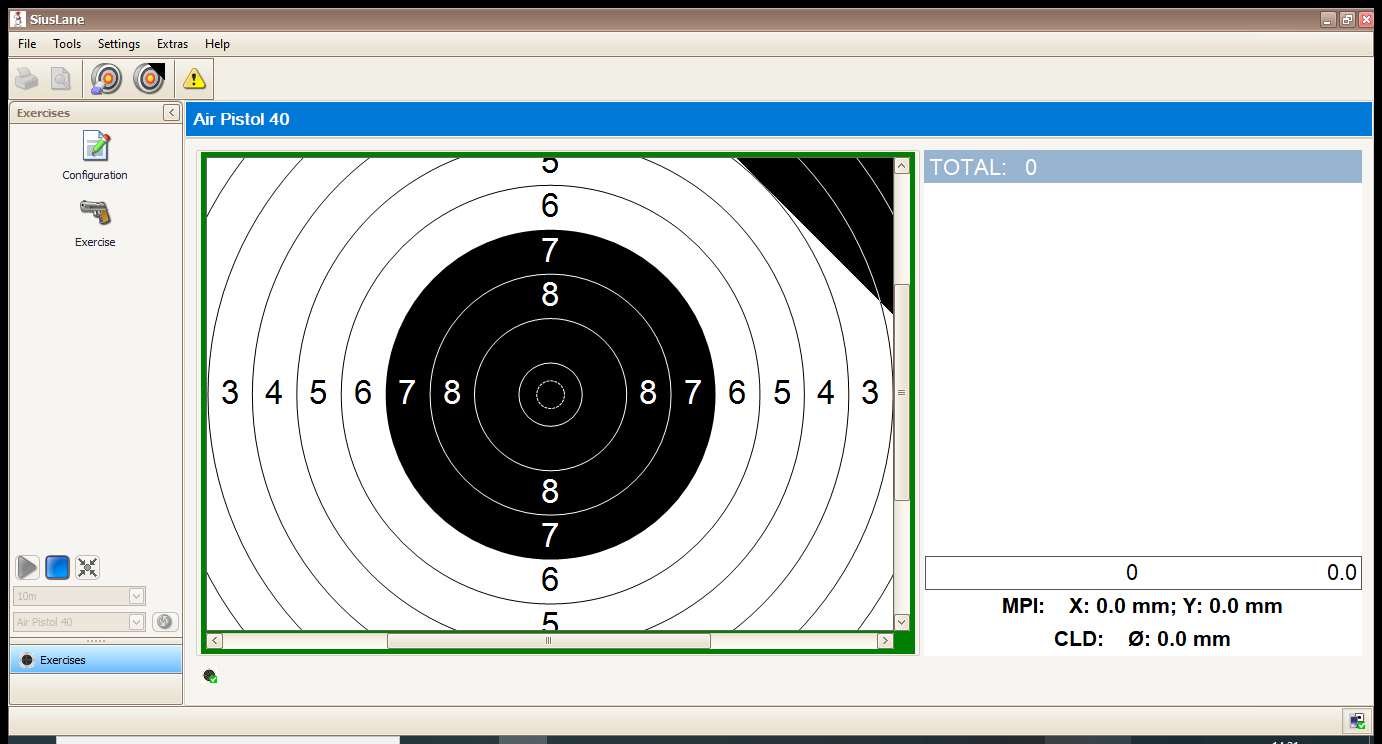 SiusLane
File Tools Settings Extras Help
Exercises
Configuration
Exercise
10m
Air Pistol 40
Exercises
Air Pistol 40
5
6
7
8
3 4 5 6 7 8 8 7 6 5 4 3
8
7
6
5
TOTAL: 0
0 0.0
MPI: X: 0.0 mm; Y: 0.0 mm
CLD: Ø: 0.0 mm